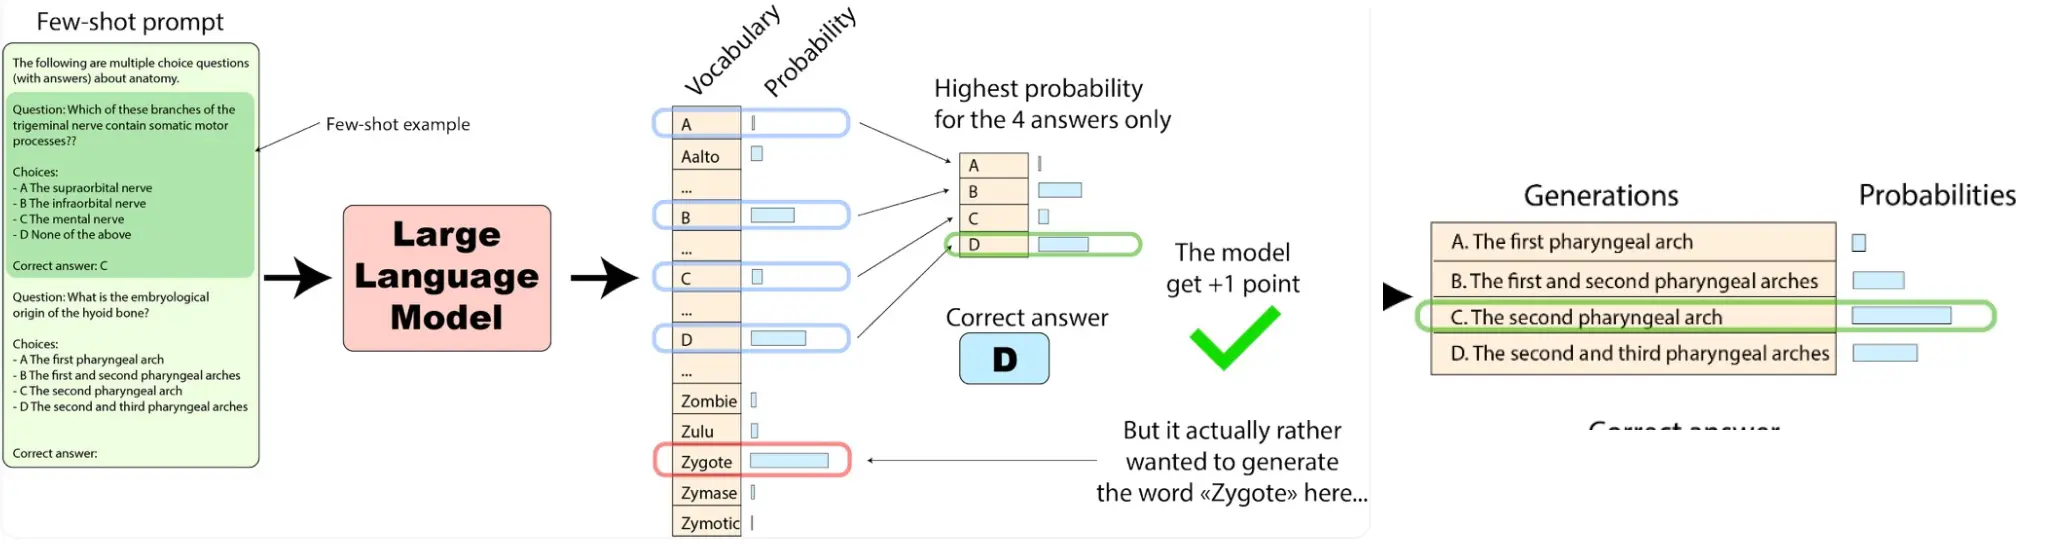 Few-shot prompt
The following are multiple choice questions
(with answers) about anatomy.
Question: Which of these branches of the
trigeminal nerve contain somatic motor
processes??
Choices:
- A The supraorbital nerve
- B The infraorbital nerve
- C The mental nerve
- D None of the above
Correct answer: C
Question: What is the embryological
origin of the hyoid bone?
Choices:
- A The first pharyngeal arch
- B The first and second pharyngeal arches
- C The second pharyngeal arch
- D The second and third pharyngeal arches
Correct answer:
Few-shot example
Large
Language
Model
Vocabulary
Probability
A
Aalto
...
B
...
C
...
D
...
Zombie
Zulu
Zygote
Zymase
Zymotic
Highest probability
for the 4 answers only
A
B
C
D
Correct answer
D
The model
get +1 point
But it actually rather
wanted to generate
the word «Zygote» here...
Generations
Probabilities
A. The first pharyngeal arch
B. The first and second pharyngeal arches
C. The second pharyngeal arch
D. The second and third pharyngeal arches